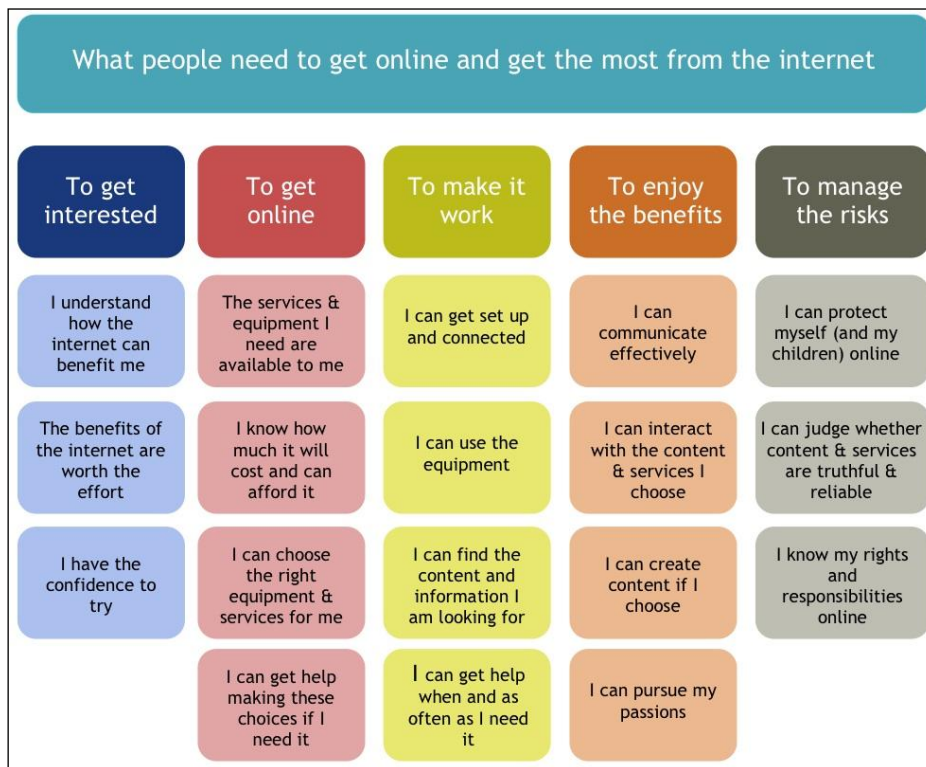 What people need to get online and get the most from the internet
To get
interested
I understand
how the
internet can
benefit me
The benefits of
the internet are
worth the
effort
I have the
confidence to
try
To get
online
The services &
equipment I
need are
available to me
I know how
much it will
cost and can
afford it
I can choose
the right
equipment &
services for me
I can get help
making these
choices if I
need it
To make it
work
I can get set up
and connected
I can use the
equipment
I can find the
content and
information I
am looking for
I can get help
when and as
often as I need
it
To enjoy
the benefits
I can
communicate
effectively
I can interact
with the content
& services I
choose
I can create
content if I
choose
I can pursue my
passions
To manage
the risks
I can protect
myself (and my
children) online
I can judge whether
content & services
are truthful &
reliable
I know my rights
and
responsibilities
online